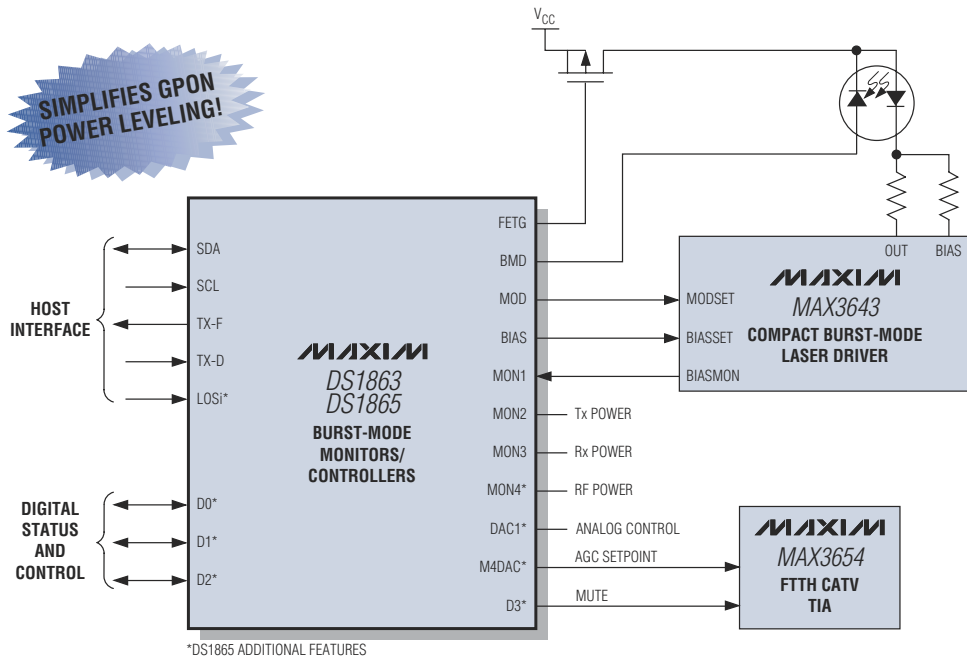 SIMPLIFIES GPON
POWER LEVELING!
VCC
HOST
INTERFACE
DIGITAL
STATUS
AND
CONTROL
SDA
SCL
TX-F
TX-D
LOSi*
D0*
D1*
D2*
MAXIM
DS1863
DS1865
BURST-MODE
MONITORS/
CONTROLLERS
FETG
BMD
MOD
BIAS
MON1
MON2
MON3
MON4*
DAC1*
M4DAC*
D3*
Tx POWER
Rx POWER
RF POWER
ANALOG CONTROL
AGC SETPOINT
MUTE
OUT
BIAS
MODSET
BIASSET
BIASMON
MAXIM
MAX3643
COMPACT BURST-MODE
LASER DRIVER
MAXIM
MAX3654
FTTH CATV
TIA
*DS1865 ADDITIONAL FEATURES